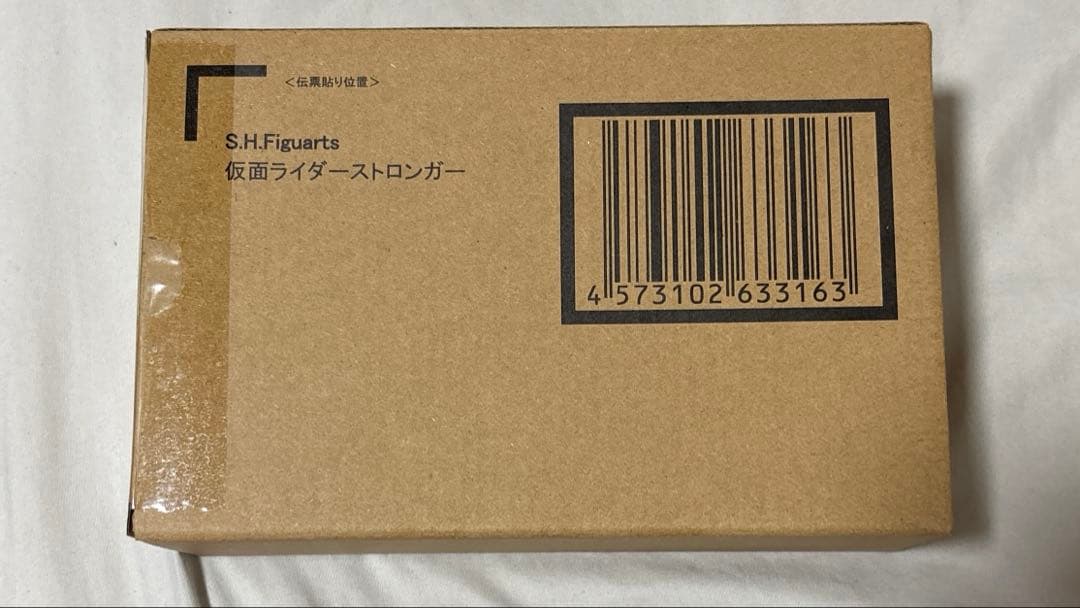 ＜伝票貼り位置＞
S.H.Figuarts
仮面ライダーストロンガー
4 573102 633163